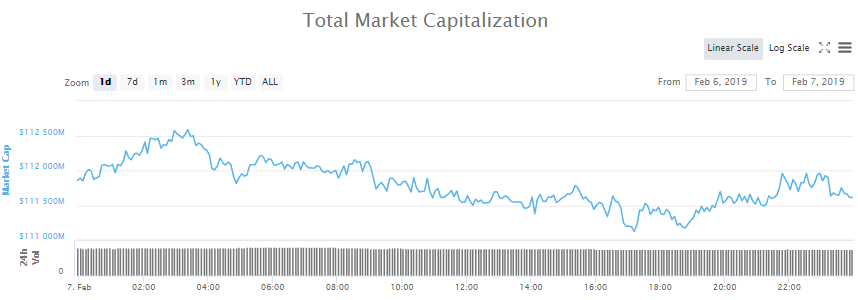 Total Market Capitalization
Linear Scale Log Scale
Zoom 1d 7d 1m 3m 1y YTD ALL From Feb 6, 2019 To Feb 7, 2019
$112 500M
$112 000M
$111 500M
$111 000M
Market Cap
24h Vol
0
7. Feb 02:00 04:00 06:00 08:00 10:00 12:00 14:00 16:00 18:00 20:00 22:00